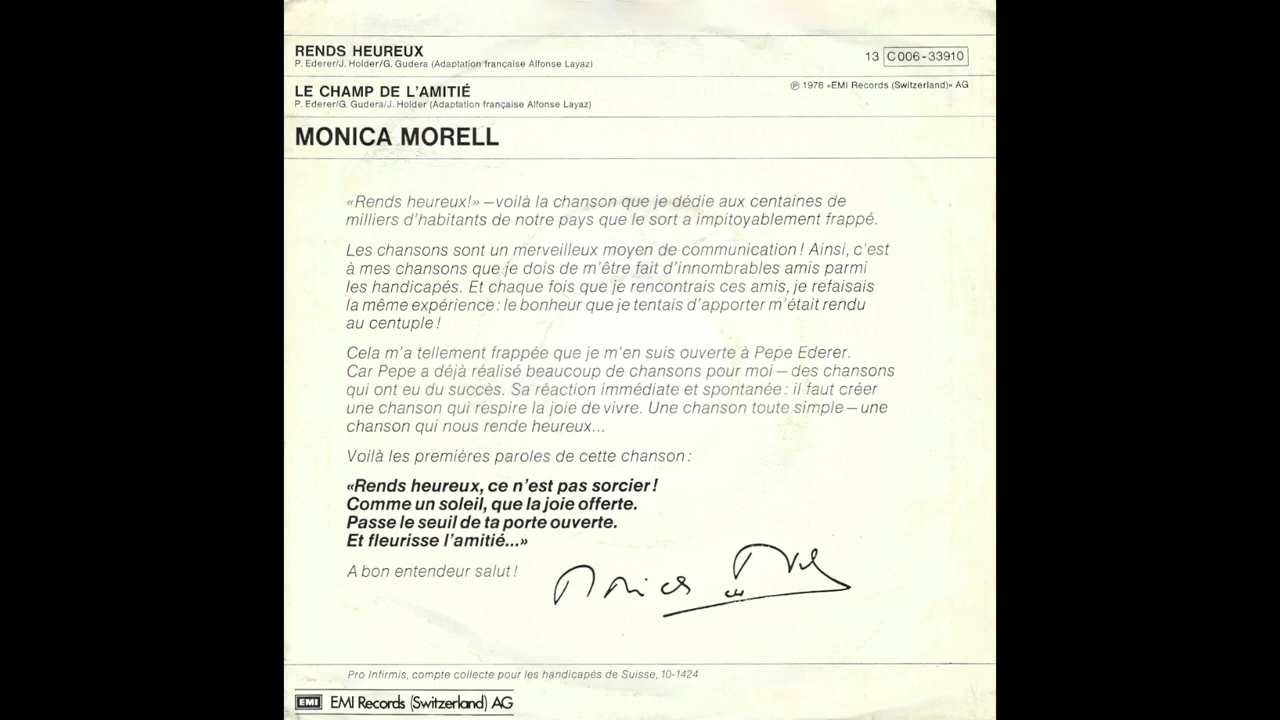 RENDS HEUREUX
P. Ederer/J. Holder/G. Gudera (Adaptation française Alfonse Layaz)
13 C006-33910
LE CHAMP DE L'AMITIÉ
P. Ederer/G. Gudera/J. Holder (Adaptation française Alfonse Layaz)
℗ 1976 «EMI Records (Switzerland)» AG
MONICA MORELL
«Rends heureux!» – voilà la chanson que je dédie aux centaines de
milliers d'habitants de notre pays que le sort a impitoyablement frappé.
Les chansons sont un merveilleux moyen de communication! Ainsi, c'est
à mes chansons que je dois de m'être fait d'innombrables amis parmi
les handicapés. Et chaque fois que je rencontrais ces amis, je refaisais
la même expérience: le bonheur que je tentais d'apporter m'était rendu
au centuple!
Cela m'a tellement frappée que je m'en suis ouverte à Pepe Ederer.
Car Pepe a déjà réalisé beaucoup de chansons pour moi – des chansons
qui ont eu du succès. Sa réaction immédiate et spontanée: il faut créer
une chanson qui respire la joie de vivre. Une chanson toute simple – une
chanson qui nous rende heureux...
Voilà les premières paroles de cette chanson:
«Rends heureux, ce n'est pas sorcier!
Comme un soleil, que la joie offerte.
Passe le seuil de ta porte ouverte.
Et fleurisse l'amitié...»
A bon entendeur salut!
Pro Infirmis, compte collecte pour les handicapés de Suisse, 10-1424
EMI EMI Records (Switzerland) AG